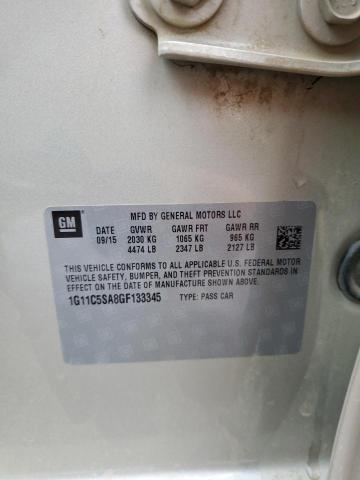 GM
MFD BY GENERAL MOTORS LLC
DATE GVWR GAWR FRT GAWR RR
09/15 2030 KG 1065 KG 965 KG
4474 LB 2347 LB 2127 LB
THIS VEHICLE CONFORMS TO ALL APPLICABLE U.S. FEDERAL MOTOR
VEHICLE SAFETY, BUMPER, AND THEFT PREVENTION STANDARDS IN
EFFECT ON THE DATE OF MANUFACTURE SHOWN ABOVE.
1G11C5SA8GF133345 TYPE: PASS CAR